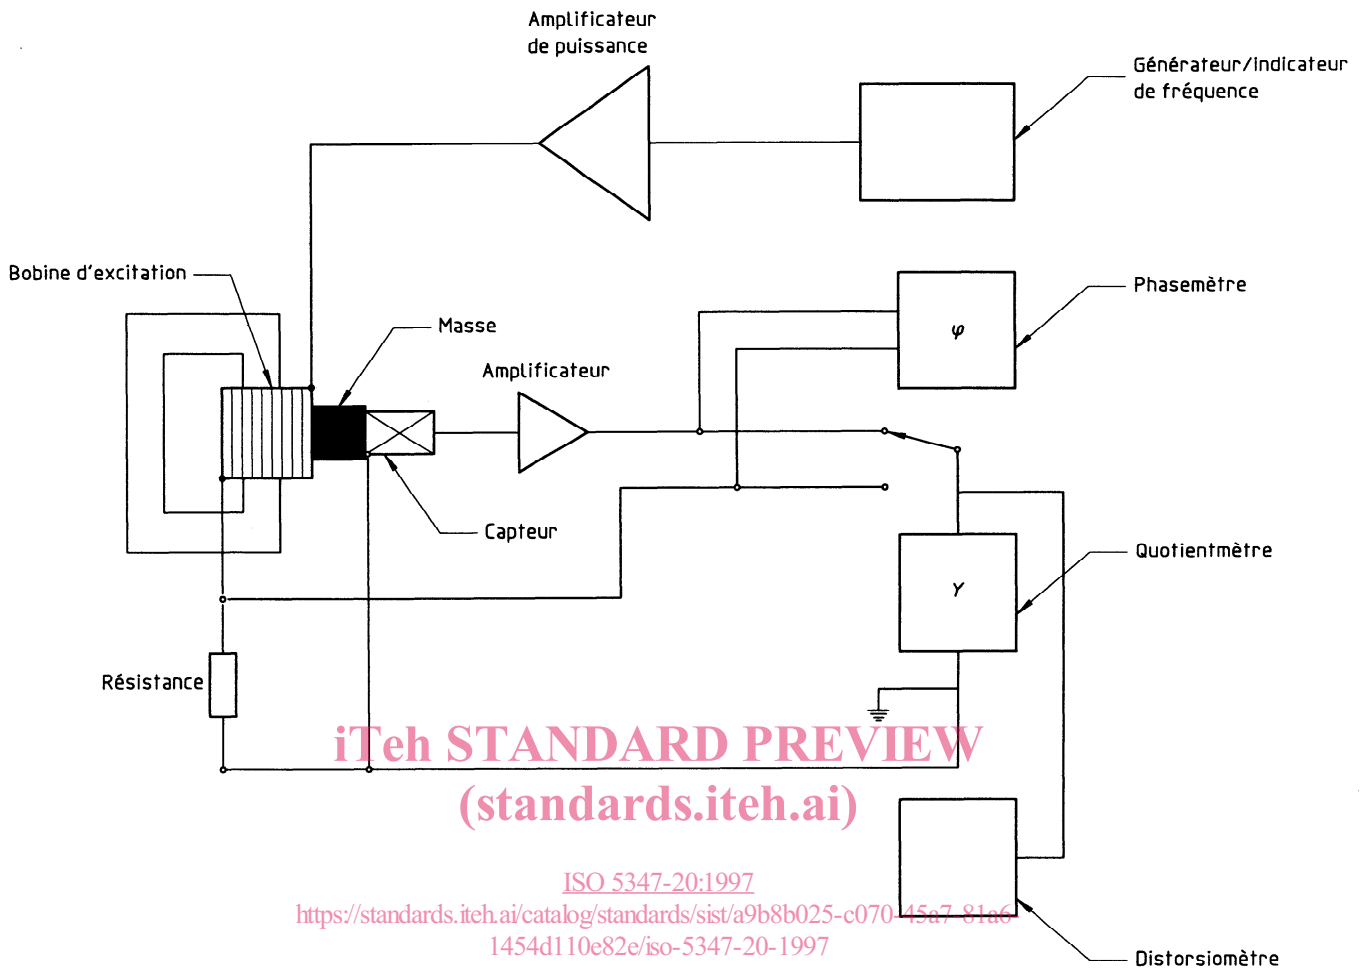 Amplificateur
de puissance
Générateur/indicateur
de fréquence
Bobine d'excitation
Masse
Amplificateur
Phasemètre
φ
Capteur
Quotientmètre
Y
Résistance
iTeh STANDARD PREVIEW
(standards.iteh.ai)
ISO 5347-20:1997
https://standards.iteh.ai/catalog/standards/sist/a9b8b025-c070-45a7-81a6-
1454d110e82e/iso-5347-20-1997
Distorsiomètre